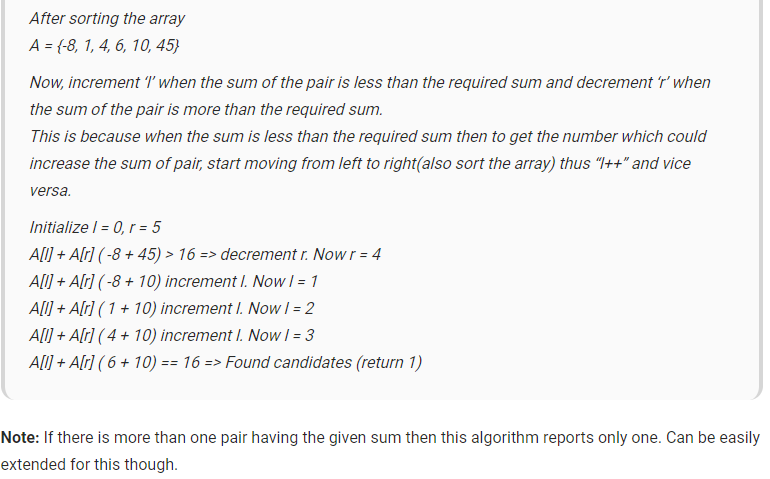 After sorting the array
A = {-8, 1, 4, 6, 10, 45}
Now, increment ‘l’ when the sum of the pair is less than the required sum and decrement ‘r’ when
the sum of the pair is more than the required sum.
This is because when the sum is less than the required sum then to get the number which could
increase the sum of pair, start moving from left to right(also sort the array) thus “l++” and vice
versa.
Initialize l = 0, r = 5
A[l] + A[r] ( -8 + 45) > 16 => decrement r. Now r = 4
A[l] + A[r] ( -8 + 10) increment l. Now l = 1
A[l] + A[r] ( 1 + 10) increment l. Now l = 2
A[l] + A[r] ( 4 + 10) increment l. Now l = 3
A[l] + A[r] ( 6 + 10) == 16 => Found candidates (return 1)
Note: If there is more than one pair having the given sum then this algorithm reports only one. Can be easily
extended for this though.